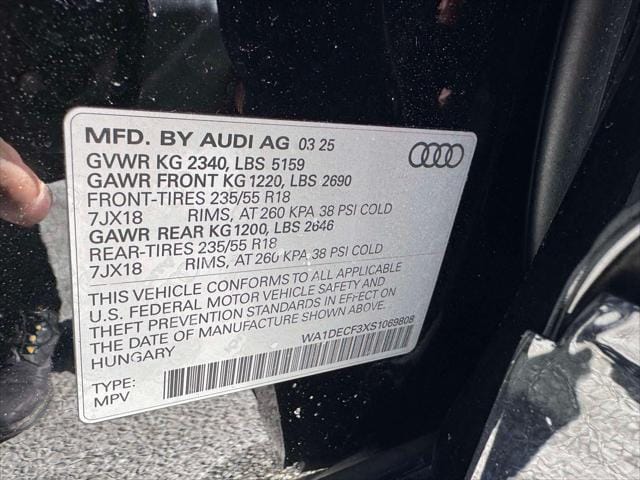 MFD. BY AUDI AG 03 25
GVWR KG 2340, LBS 5159
GAWR FRONT KG 1220, LBS 2690
FRONT-TIRES 235/55 R18
7JX18 RIMS, AT 260 KPA 38 PSI COLD
GAWR REAR KG 1200, LBS 2646
REAR-TIRES 235/55 R18
7JX18 RIMS, AT 260 KPA 38 PSI COLD
THIS VEHICLE CONFORMS TO ALL APPLICABLE
U.S. FEDERAL MOTOR VEHICLE SAFETY AND
THEFT PREVENTION STANDARDS IN EFFECT ON
THE DATE OF MANUFACTURE SHOWN ABOVE.
HUNGARY
WA1DECF3XS1069808
TYPE:
MPV